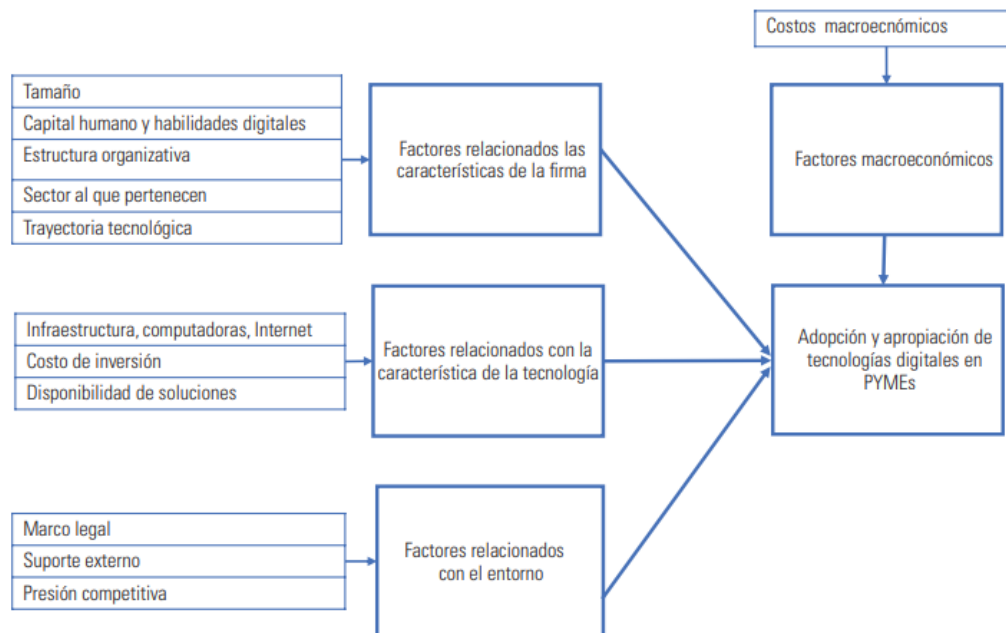 Costos macroecnómicos
Tamaño
Capital humano y habilidades digitales
Estructura organizativa
Sector al que pertenecen
Trayectoria tecnológica
Factores relacionados las
características de la firma
Factores macroeconómicos
Infraestructura, computadoras, Internet
Costo de inversión
Disponibilidad de soluciones
Factores relacionados con la
característica de la tecnología
Adopción y apropiación de
tecnologías digitales en
PYMEs
Marco legal
Suporte externo
Presión competitiva
Factores relacionados
con el entorno